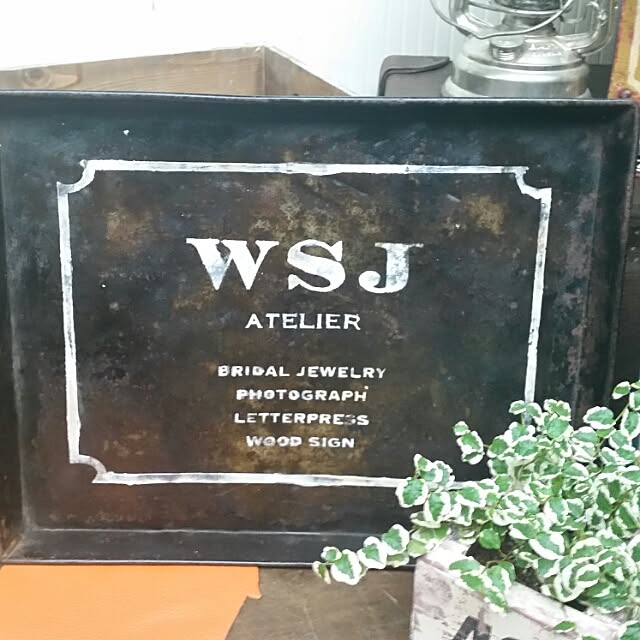 WSJ
ATELIER
BRIDAL JEWELRY
PHOTOGRAPH
LETTERPRESS
WOOD SIGN